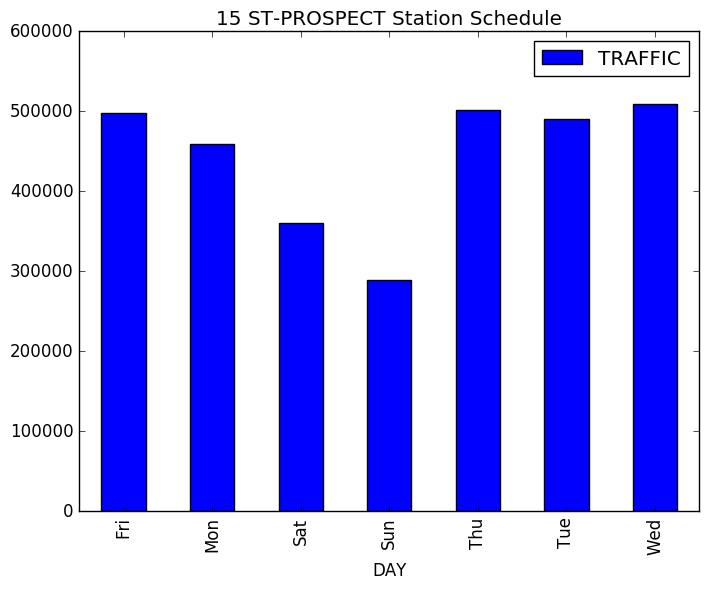 15 ST-PROSPECT Station Schedule
600000
500000
400000
300000
200000
100000
0
TRAFFIC
Fri
Mon
Sat
Sun
Thu
Tue
Wed
DAY